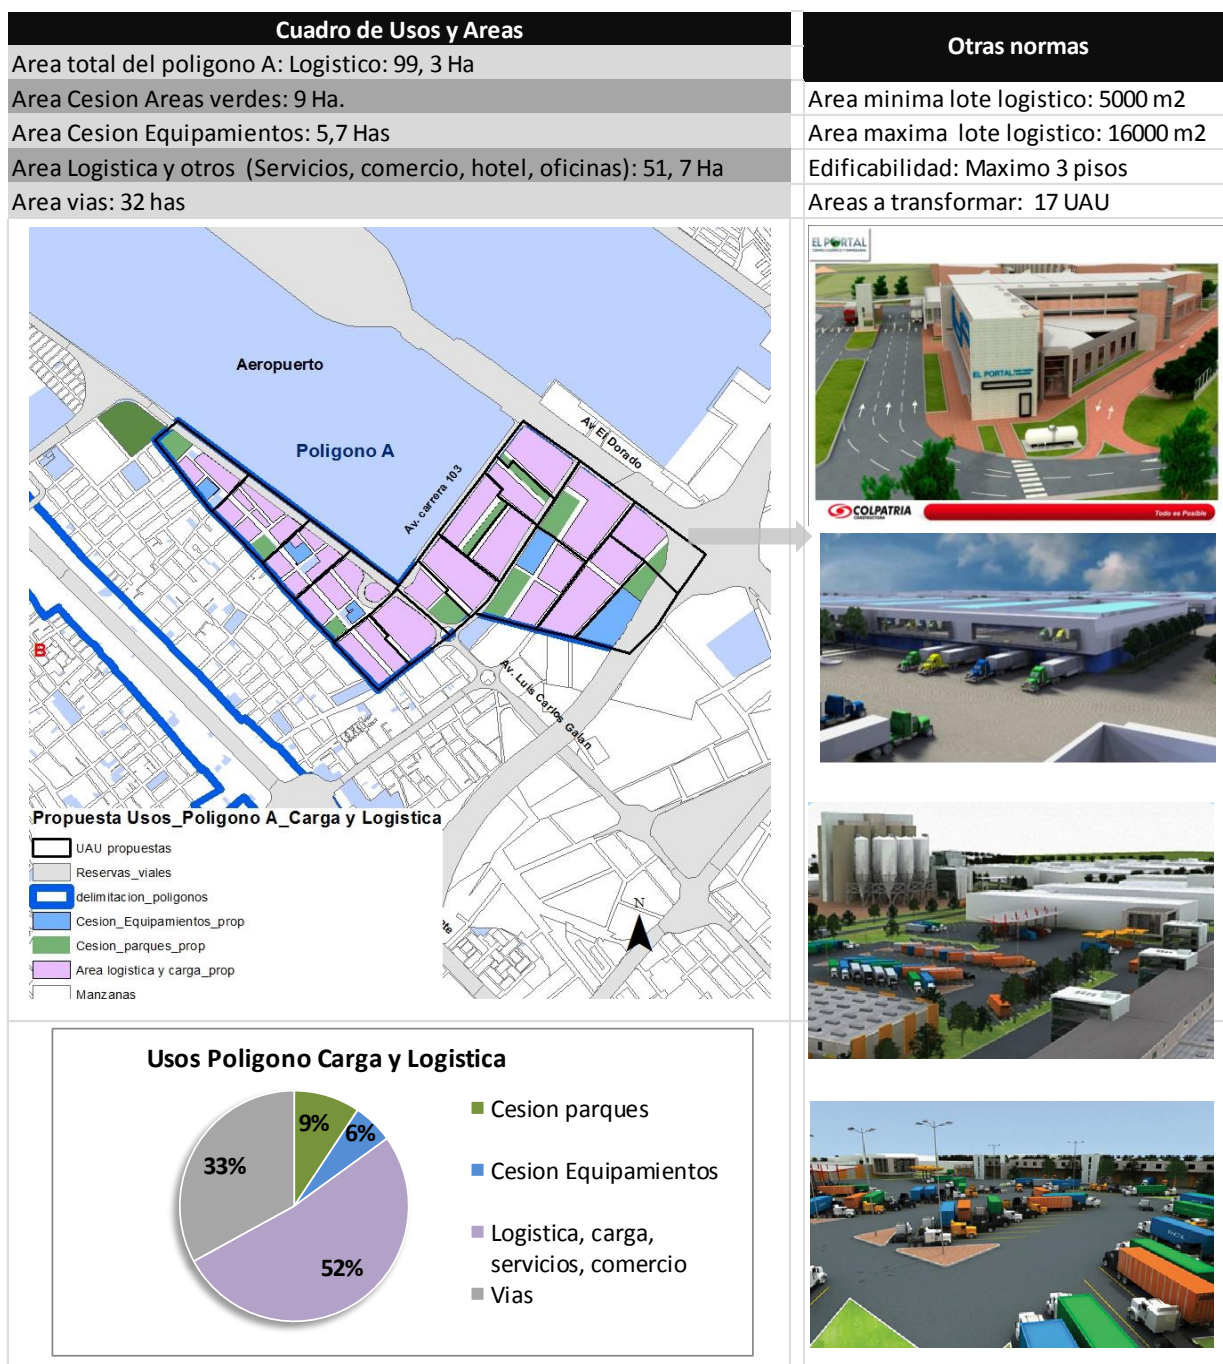 Cuadro de Usos y Areas
Area total del poligono A: Logistico: 99, 3 Ha
Area Cesion Areas verdes: 9 Ha.
Area Cesion Equipamientos: 5,7 Has
Area Logistica y otros (Servicios, comercio, hotel, oficinas): 51, 7 Ha
Area vias: 32 has
Otras normas
Area minima lote logistico: 5000 m2
Area maxima lote logistico: 16000 m2
Edificabilidad: Maximo 3 pisos
Areas a transformar: 17 UAU
Aeropuerto
Poligono A
Av. carrera 103
Av El Dorado
Av. Luis Carlos Galan
B
N
Propuesta Usos_Poligono A_Carga y Logistica
UAU propuestas
Reservas_viales
delimitacion_poligonos
Cesion_Equipamientos_prop
Cesion_parques_prop
Area logistica y carga_prop
Manzanas
EL PORTAL
EL PORTAL
COLPATRIA
CONSTRUCTORA
Todo es Posible
Usos Poligono Carga y Logistica
9%
6%
33%
52%
Cesion parques
Cesion Equipamientos
Logistica, carga,
servicios, comercio
Vias